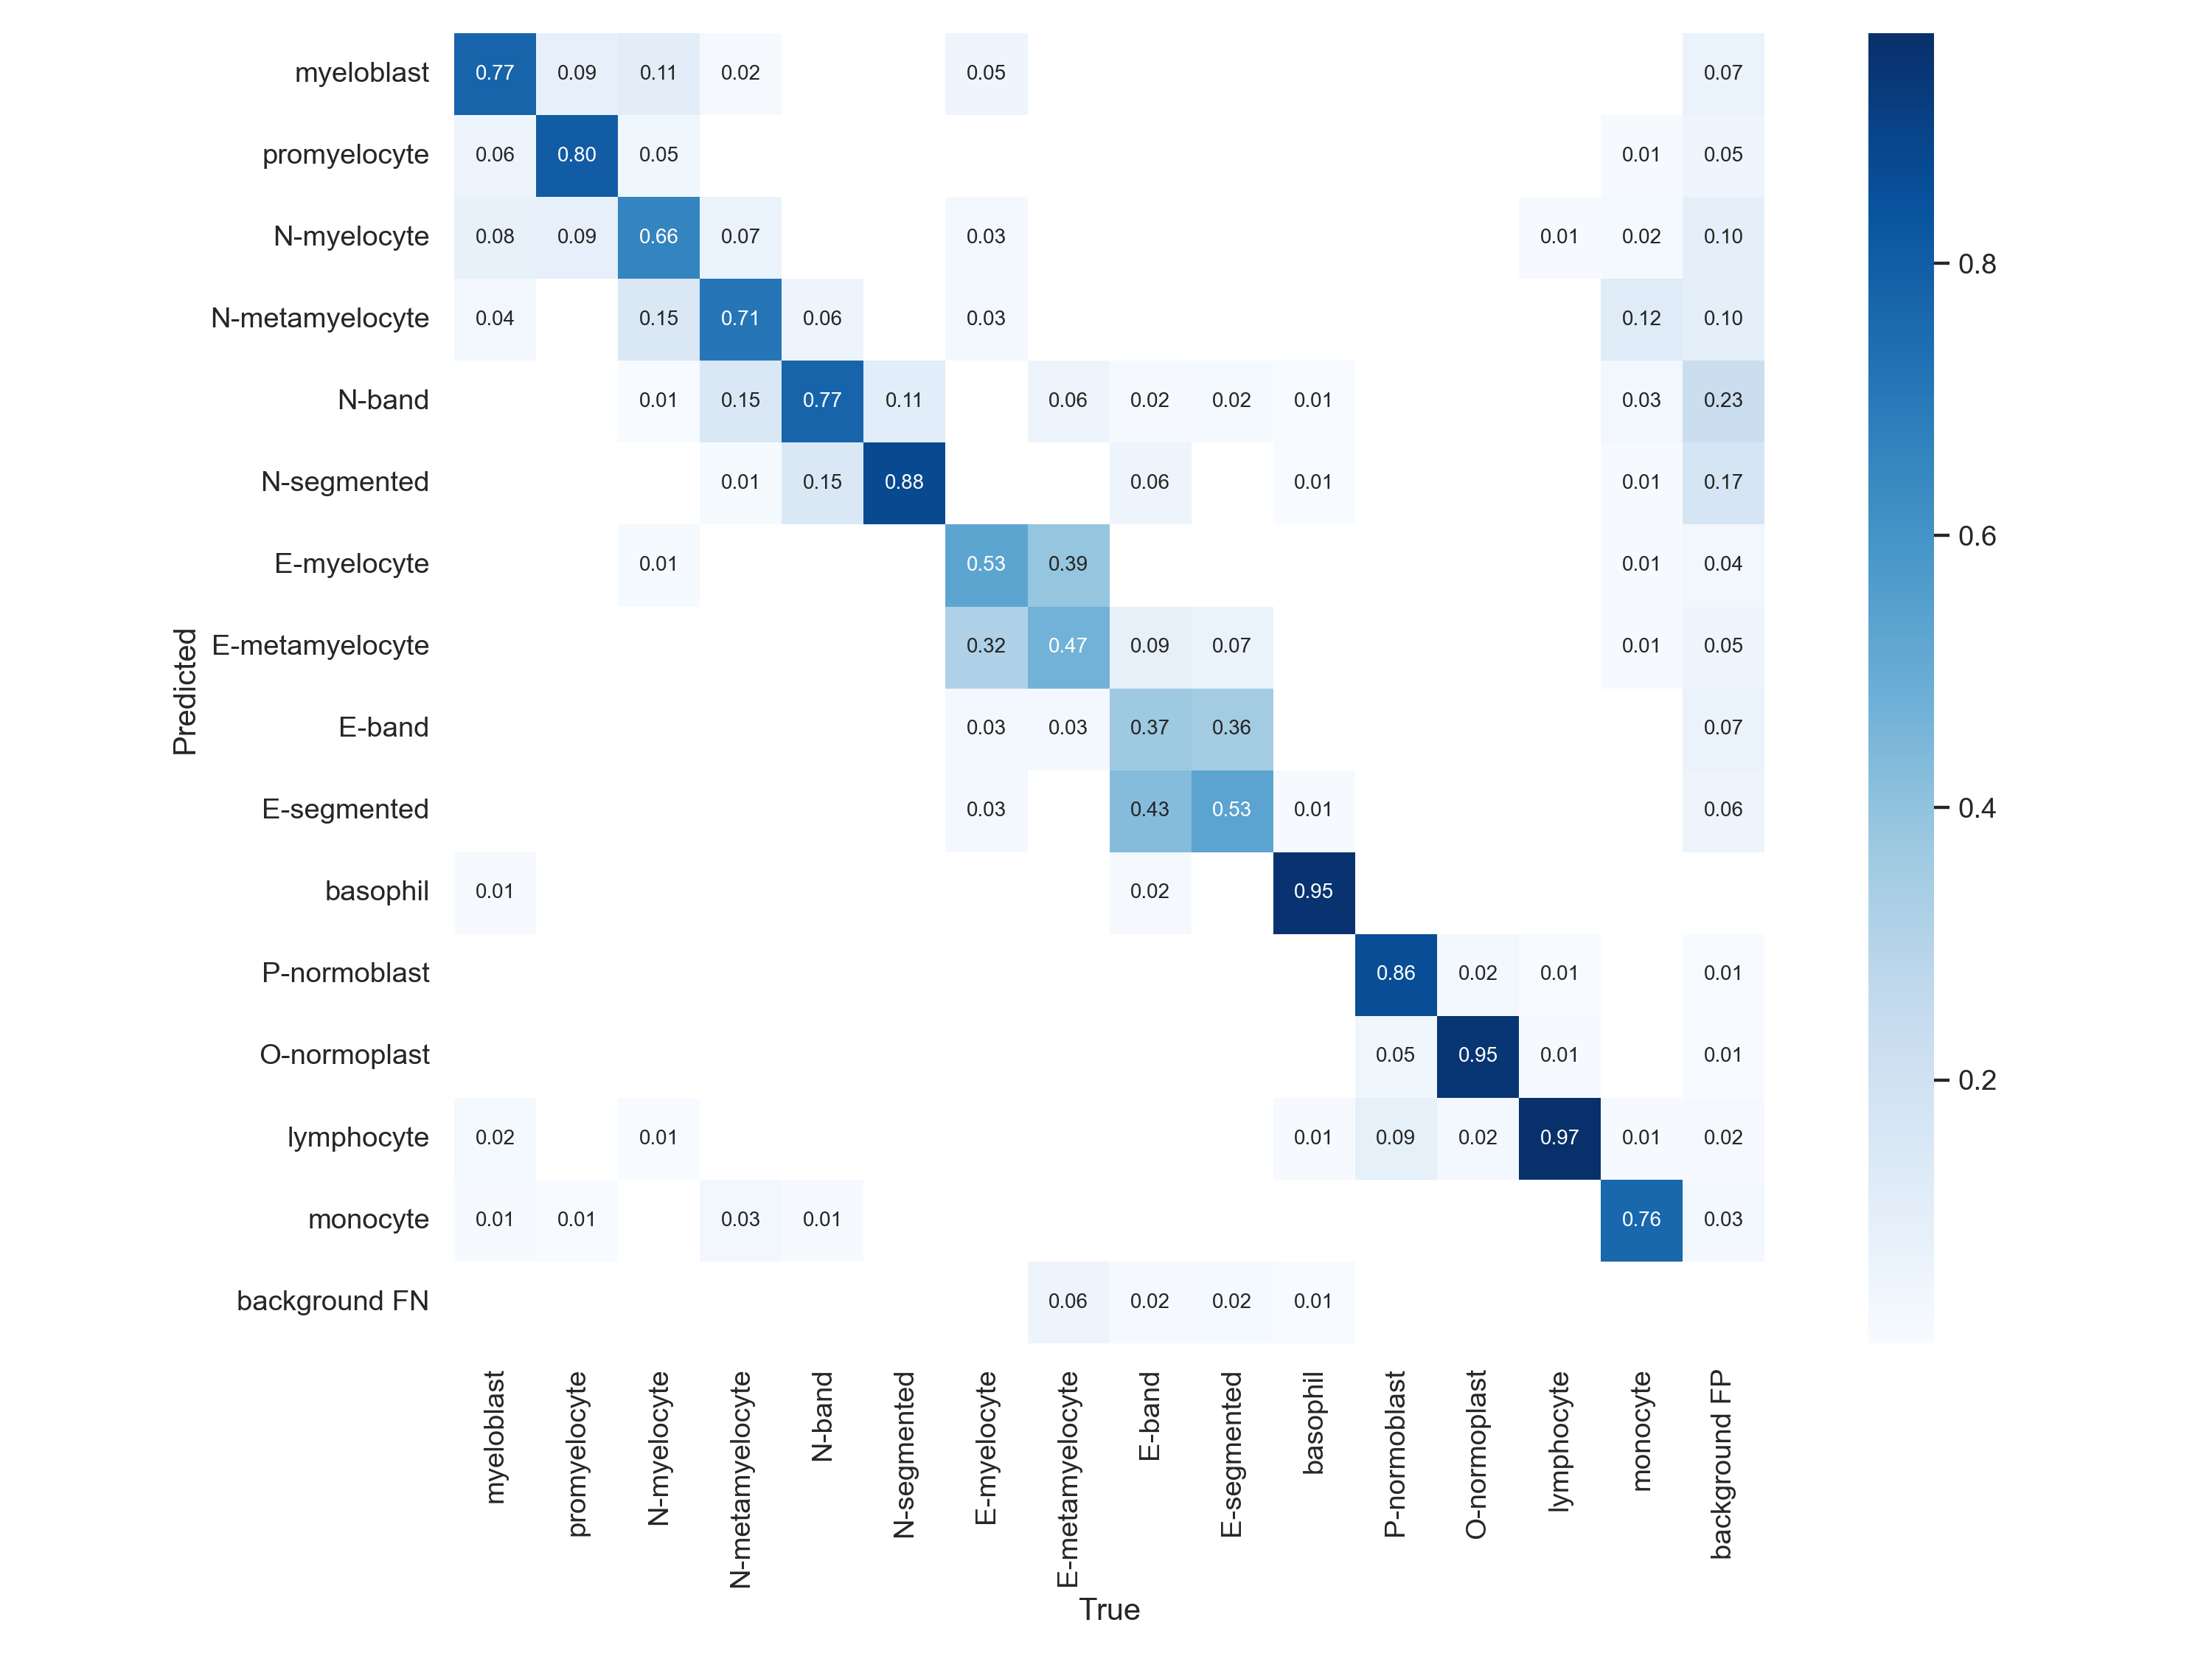 myeloblast 0.77 0.09 0.11 0.02 0.05 0.07
promyelocyte 0.06 0.80 0.05 0.01 0.05
N-myelocyte 0.08 0.09 0.66 0.07 0.03 0.01 0.02 0.10
0.8
N-metamyelocyte 0.04 0.15 0.71 0.06 0.03 0.12 0.10
N-band 0.01 0.15 0.77 0.11 0.06 0.02 0.02 0.01 0.03 0.23
N-segmented 0.01 0.15 0.88 0.06 0.01 0.01 0.17
0.6
E-myelocyte 0.01 0.53 0.39 0.01 0.04
E-metamyelocyte 0.32 0.47 0.09 0.07 0.01 0.05
Predicted
E-band 0.03 0.03 0.37 0.36 0.07
E-segmented 0.03 0.43 0.53 0.01 0.06
0.4
basophil 0.01 0.02 0.95
P-normoblast 0.86 0.02 0.01 0.01
O-normoplast 0.05 0.95 0.01 0.01
0.2
lymphocyte 0.02 0.01 0.01 0.09 0.02 0.97 0.01 0.02
monocyte 0.01 0.01 0.03 0.01 0.76 0.03
background FN 0.06 0.02 0.02 0.01
myeloblast
promyelocyte
N-myelocyte
N-metamyelocyte
N-band
N-segmented
E-myelocyte
E-metamyelocyte
E-band
E-segmented
basophil
P-normoblast
O-normoplast
lymphocyte
monocyte
background FP
True